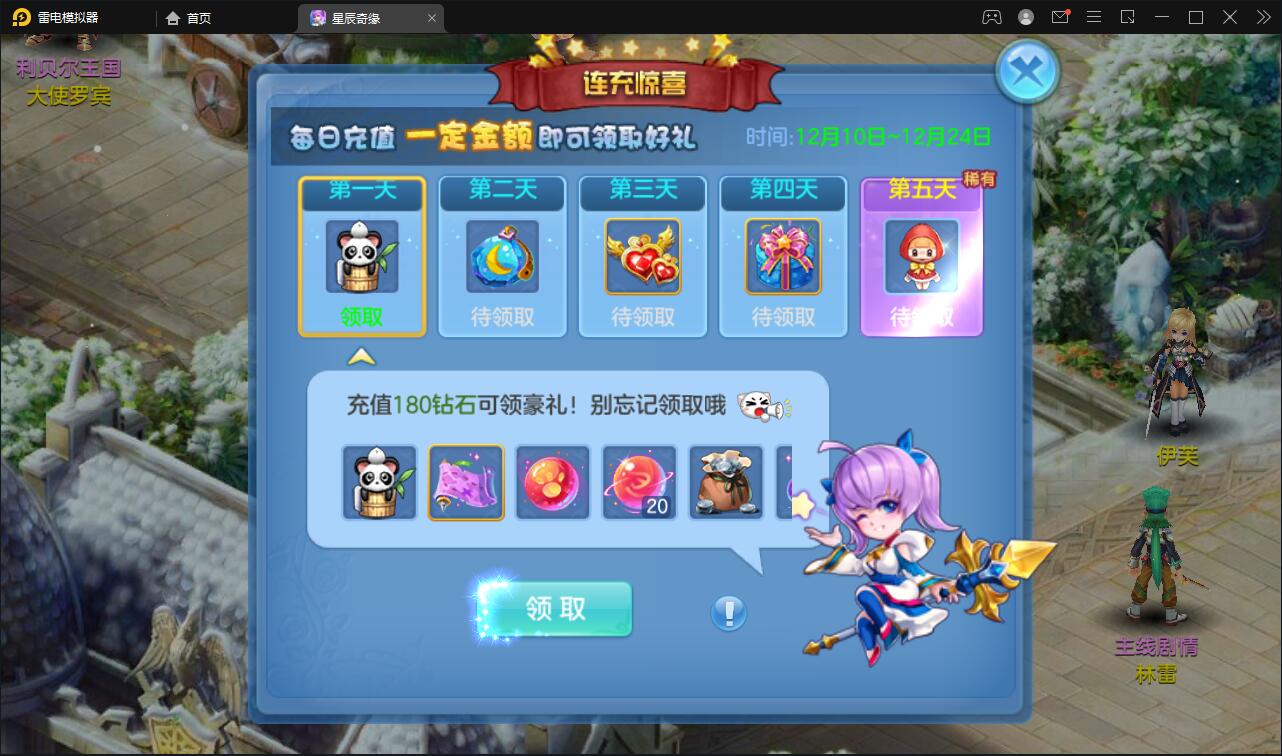 雷电模拟器
首页
星辰奇缘
利贝尔王国
大使罗宾
连充惊喜
每日充值一定金额即可领取好礼
时间:12月10日~12月24日
第一天
第二天
第三天
第四天
第五天
稀有
领取
待领取
待领取
待领取
待领取
充值180钻石可领豪礼！别忘记领取哦
20
领取
伊芙
主线剧情
林雷